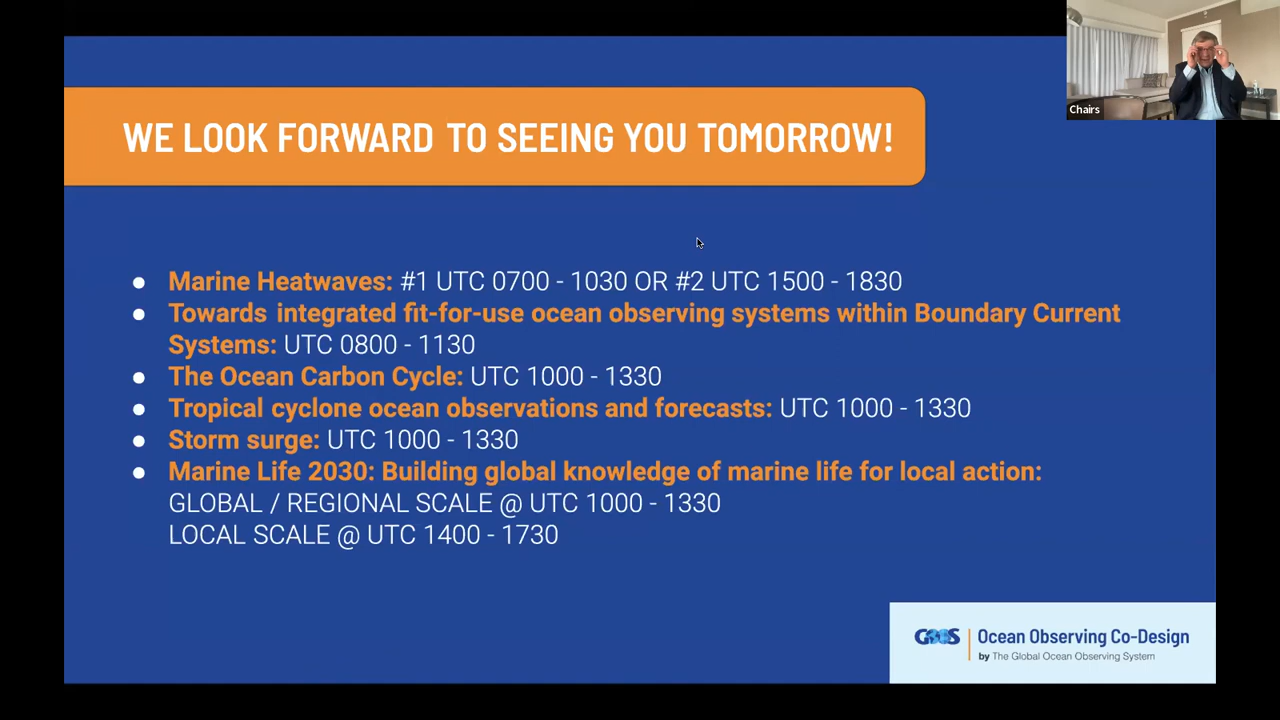 Chairs
WE LOOK FORWARD TO SEEING YOU TOMORROW!
● Marine Heatwaves: #1 UTC 0700 - 1030 OR #2 UTC 1500 - 1830
● Towards integrated fit-for-use ocean observing systems within Boundary Current
Systems: UTC 0800 - 1130
● The Ocean Carbon Cycle: UTC 1000 - 1330
● Tropical cyclone ocean observations and forecasts: UTC 1000 - 1330
● Storm surge: UTC 1000 - 1330
● Marine Life 2030: Building global knowledge of marine life for local action:
GLOBAL / REGIONAL SCALE @ UTC 1000 - 1330
LOCAL SCALE @ UTC 1400 - 1730
GOOS Ocean Observing Co-Design
by The Global Ocean Observing System